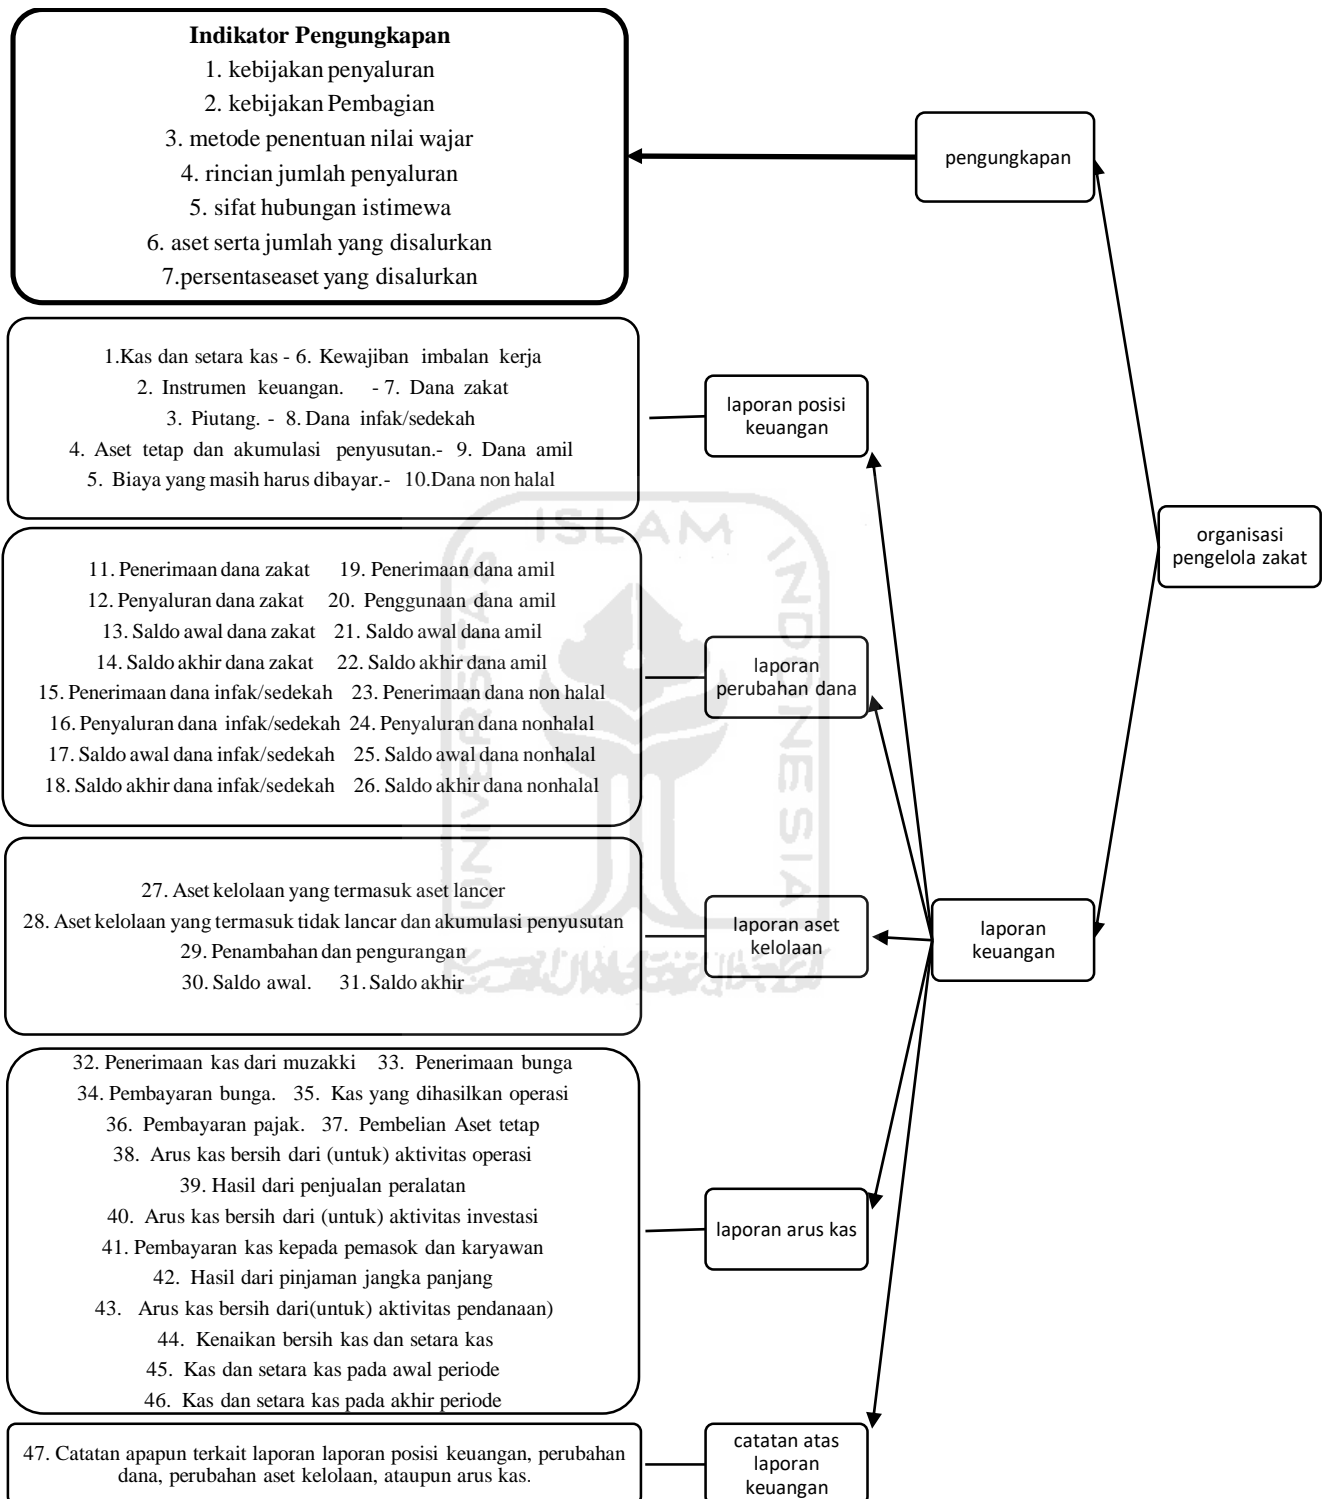 Indikator Pengungkapan
1. kebijakan penyaluran
2. kebijakan Pembagian
3. metode penentuan nilai wajar
4. rincian jumlah penyaluran
5. sifat hubungan istimewa
6. aset serta jumlah yang disalurkan
7.persentaseaset yang disalurkan
pengungkapan
1.Kas dan setara kas - 6. Kewajiban imbalan kerja
2. Instrumen keuangan. - 7. Dana zakat
3. Piutang. - 8. Dana infak/sedekah
4. Aset tetap dan akumulasi penyusutan.- 9. Dana amil
5. Biaya yang masih harus dibayar.- 10.Dana non halal
laporan posisi
keuangan
organisasi
pengelola zakat
11. Penerimaan dana zakat 19. Penerimaan dana amil
12. Penyaluran dana zakat 20. Penggunaan dana amil
13. Saldo awal dana zakat 21. Saldo awal dana amil
14. Saldo akhir dana zakat 22. Saldo akhir dana amil
15. Penerimaan dana infak/sedekah 23. Penerimaan dana non halal
16. Penyaluran dana infak/sedekah 24. Penyaluran dana nonhalal
17. Saldo awal dana infak/sedekah 25. Saldo awal dana nonhalal
18. Saldo akhir dana infak/sedekah 26. Saldo akhir dana nonhalal
laporan
perubahan dana
27. Aset kelolaan yang termasuk aset lancer
28. Aset kelolaan yang termasuk tidak lancar dan akumulasi penyusutan
29. Penambahan dan pengurangan
30. Saldo awal. 31. Saldo akhir
laporan aset
kelolaan
laporan
keuangan
32. Penerimaan kas dari muzakki 33. Penerimaan bunga
34. Pembayaran bunga. 35. Kas yang dihasilkan operasi
36. Pembayaran pajak. 37. Pembelian Aset tetap
38. Arus kas bersih dari (untuk) aktivitas operasi
39. Hasil dari penjualan peralatan
40. Arus kas bersih dari (untuk) aktivitas investasi
41. Pembayaran kas kepada pemasok dan karyawan
42. Hasil dari pinjaman jangka panjang
43. Arus kas bersih dari(untuk) aktivitas pendanaan)
44. Kenaikan bersih kas dan setara kas
45. Kas dan setara kas pada awal periode
46. Kas dan setara kas pada akhir periode
laporan arus kas
47. Catatan apapun terkait laporan laporan posisi keuangan, perubahan
dana, perubahan aset kelolaan, ataupun arus kas.
catatan atas
laporan
keuangan
UNIVERSITAS
ISLAM
INDONESIA